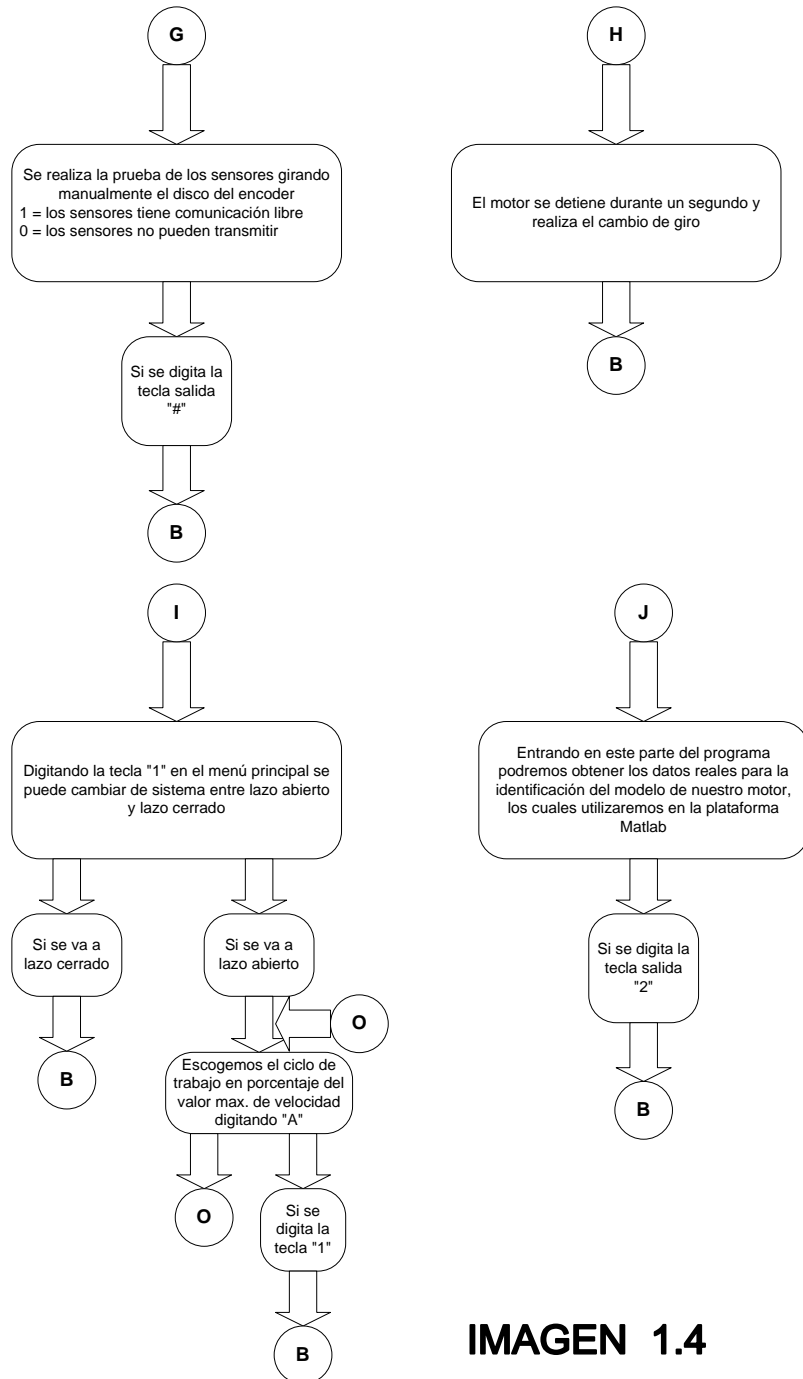 G
Se realiza la prueba de los sensores girando
manualmente el disco del encoder
1 = los sensores tiene comunicación libre
0 = los sensores no pueden transmitir
Si se digita la
tecla salida
"#"
B
H
El motor se detiene durante un segundo y
realiza el cambio de giro
B
I
Digitando la tecla "1" en el menú principal se
puede cambiar de sistema entre lazo abierto
y lazo cerrado
Si se va a
lazo cerrado
B
Si se va a
lazo abierto
O
Escogemos el ciclo de
trabajo en porcentaje del
valor max. de velocidad
digitando "A"
O
Si se
digita la
tecla "1"
B
J
Entrando en este parte del programa
podremos obtener los datos reales para la
identificación del modelo de nuestro motor,
los cuales utilizaremos en la plataforma
Matlab
Si se digita la
tecla salida
"2"
B
IMAGEN 1.4